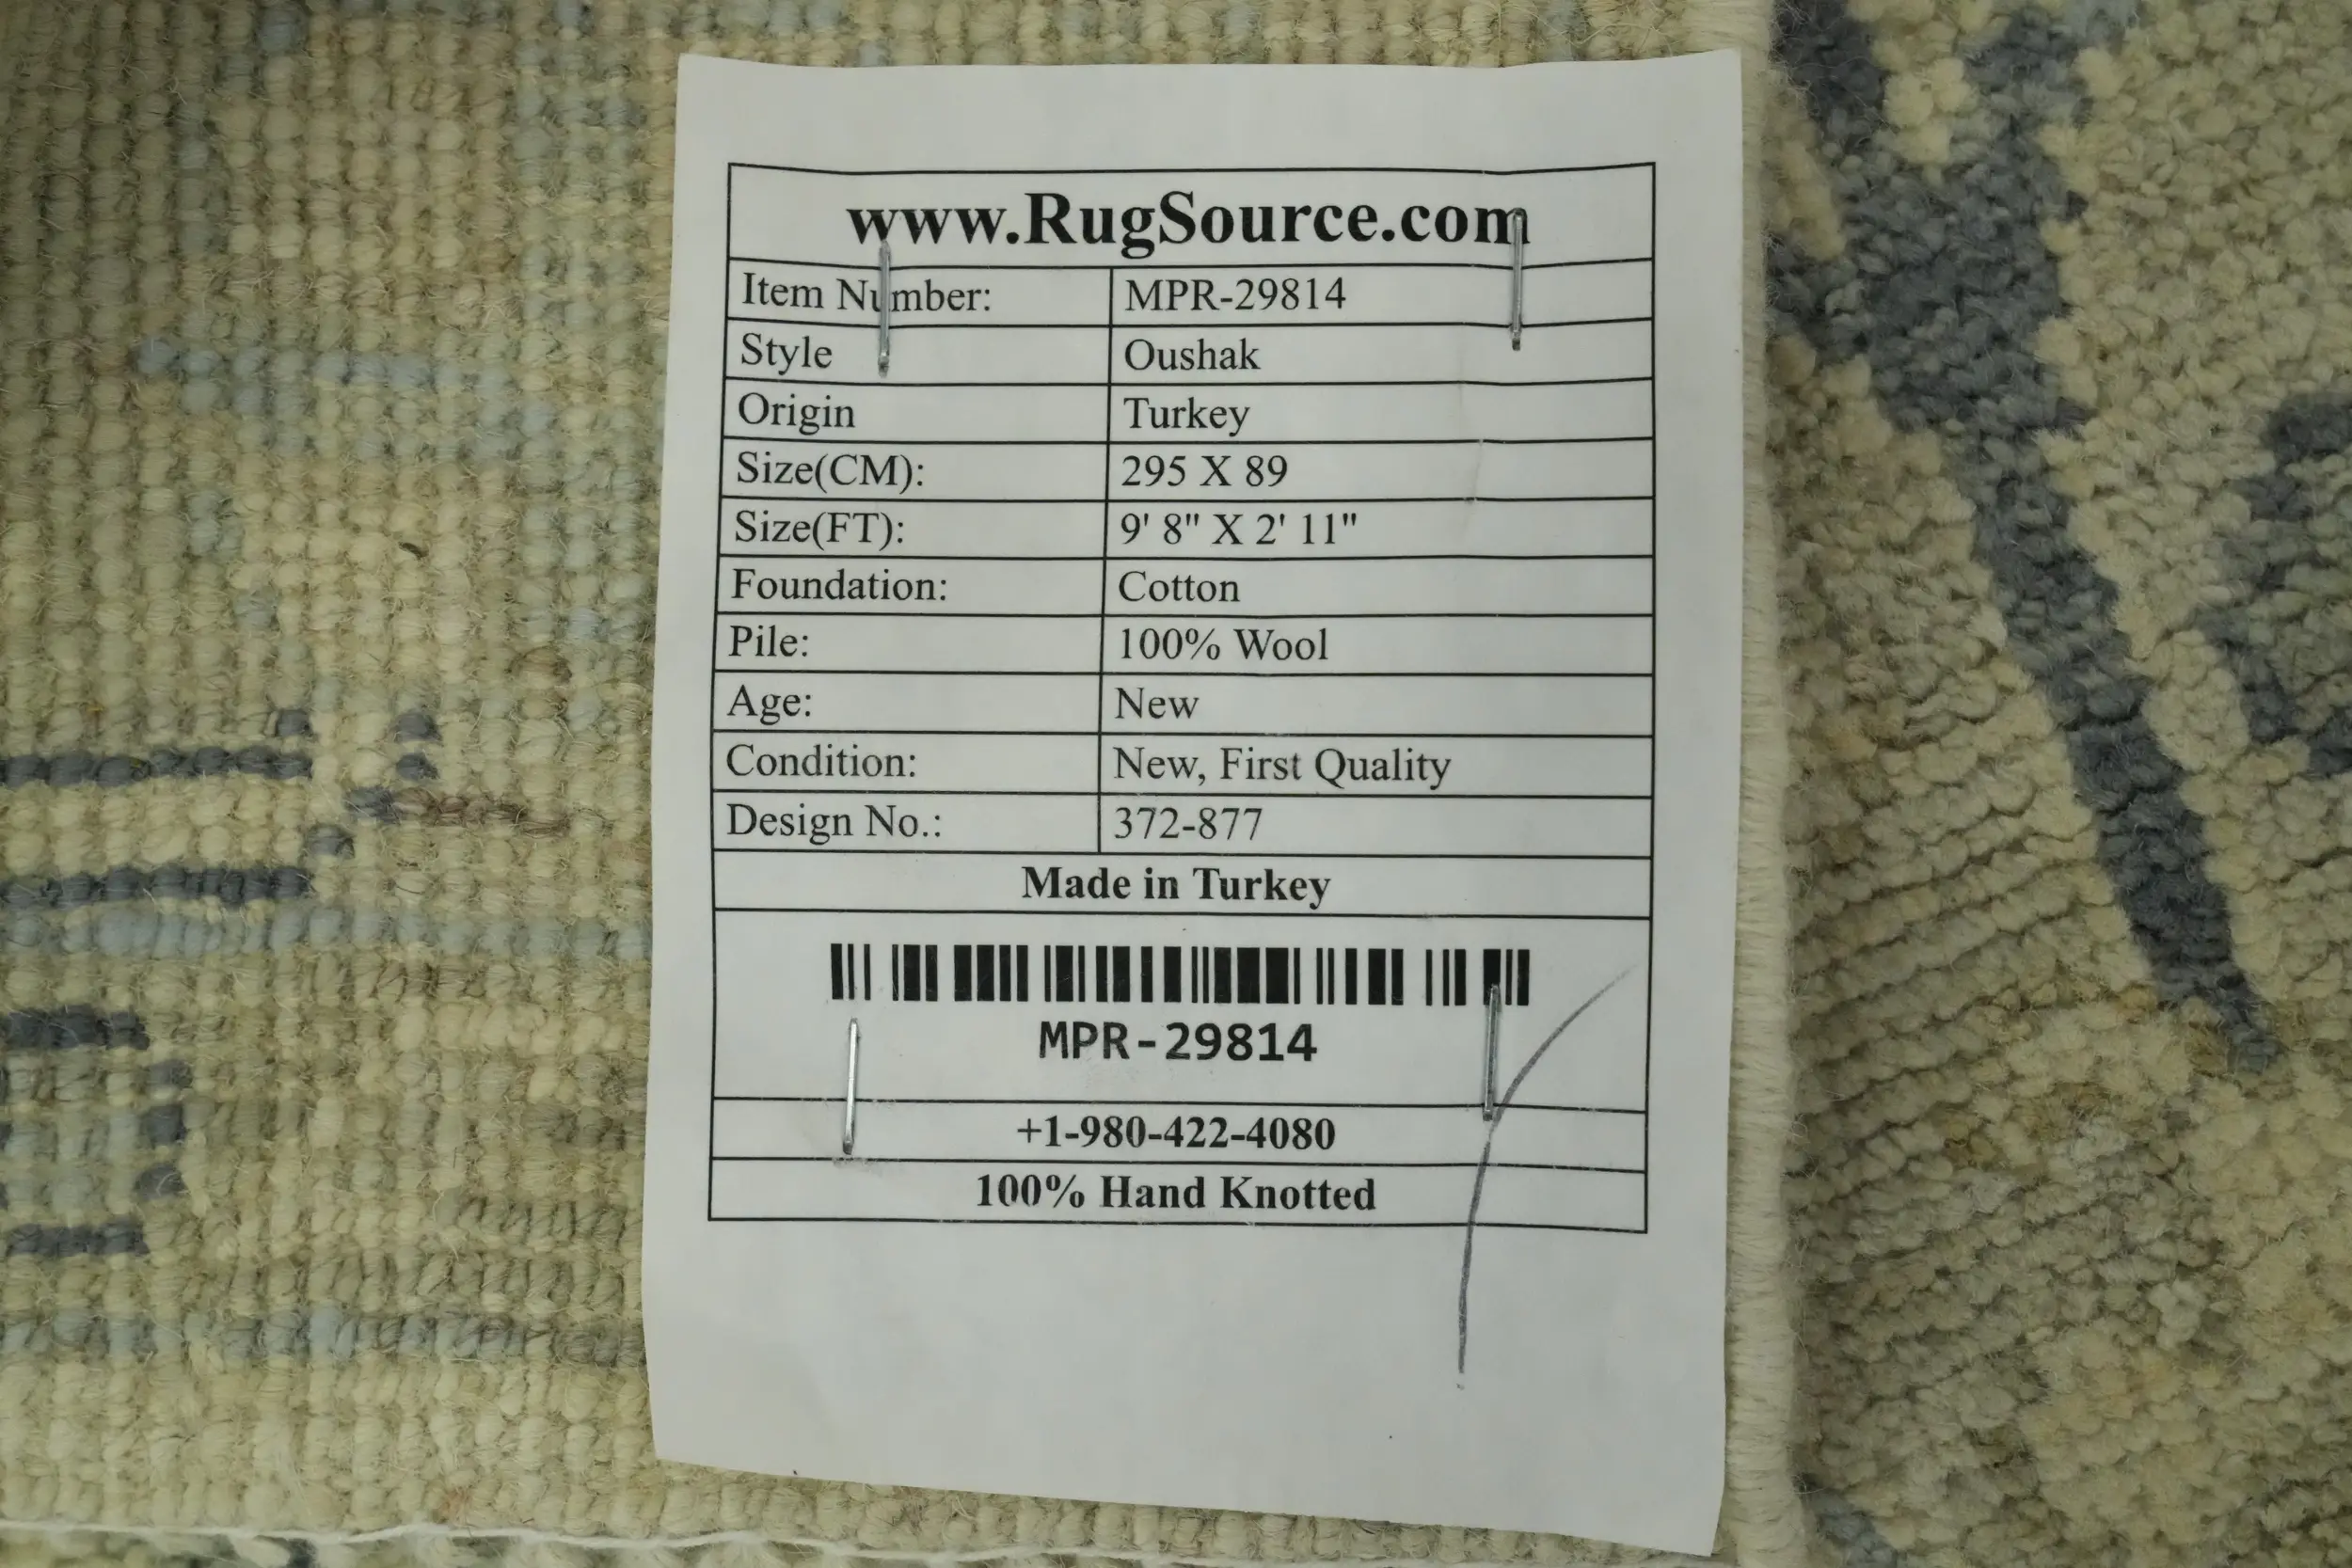 www.RugSource.com
Item Number: MPR-29814
Style Oushak
Origin Turkey
Size(CM): 295 X 89
Size(FT): 9' 8" X 2' 11"
Foundation: Cotton
Pile: 100% Wool
Age: New
Condition: New, First Quality
Design No.: 372-877
Made in Turkey
MPR-29814
+1-980-422-4080
100% Hand Knotted